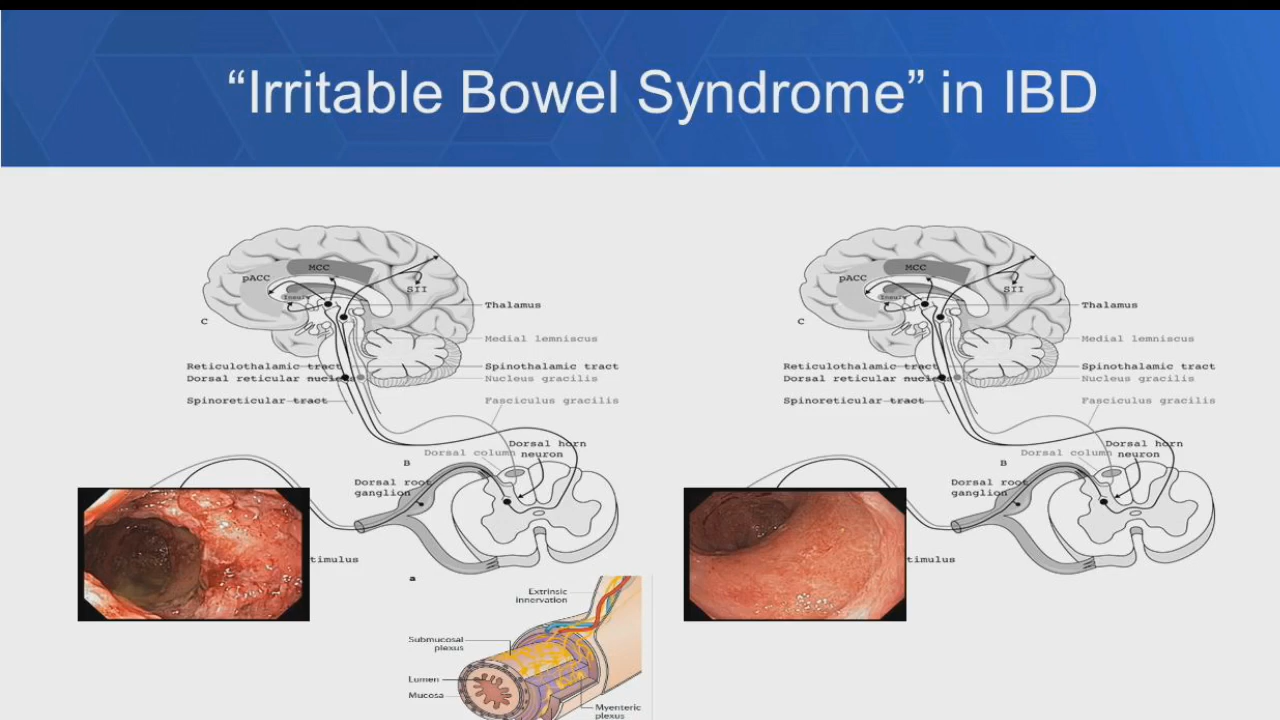 “Irritable Bowel Syndrome” in IBD
MCC
pACC
SII
Insula
Thalamus
C
Medial lemniscus
Reticulothalamic tract
Spinothalamic tract
Dorsal reticular nucleus
Nucleus gracilis
Spinoreticular tract
Fasciculus gracilis
Dorsal horn
neuron
Dorsal column
B
Dorsal root
ganglion
timulus
MCC
pACC
SII
Insula
Thalamus
C
Medial lemniscus
Reticulothalamic tract
Spinothalamic tract
Dorsal reticular nucleus
Nucleus gracilis
Spinoreticular tract
Fasciculus gracilis
Dorsal horn
neuron
Dorsal column
B
Dorsal root
ganglion
timulus
a
Extrinsic
innervation
Submucosal
plexus
Lumen
Mucosa
Myenteric
plexus